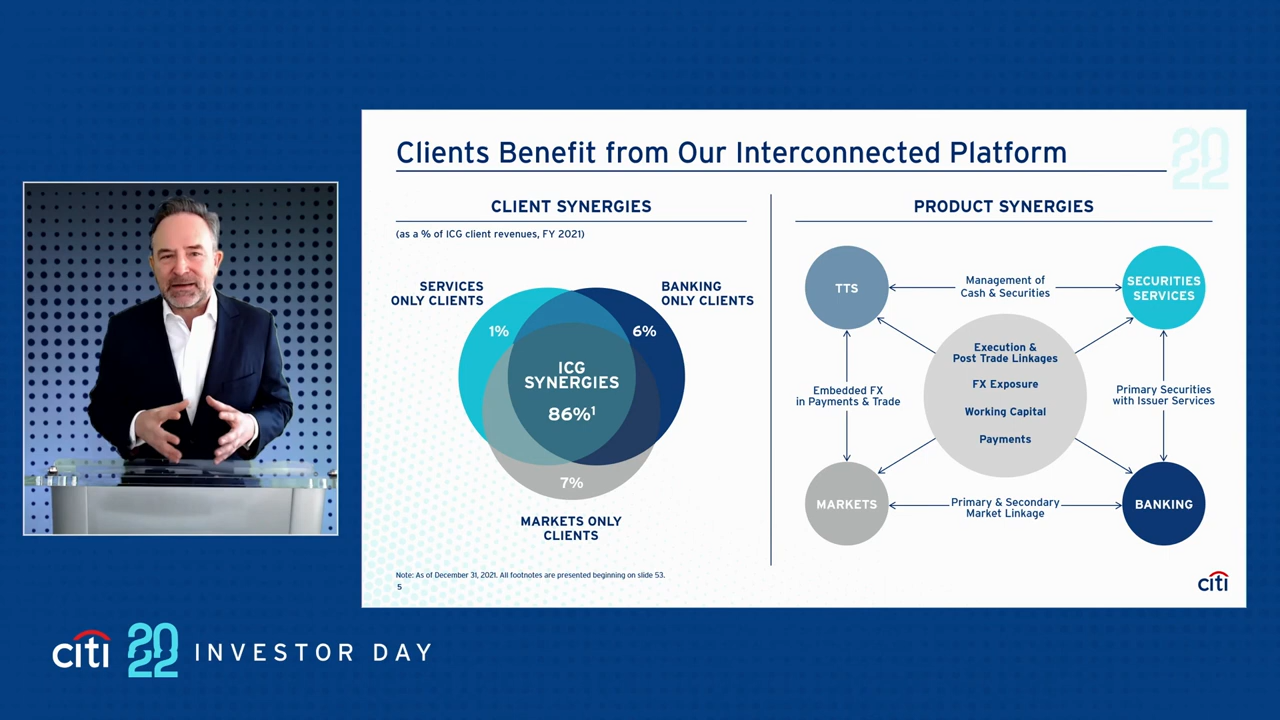 Clients Benefit from Our Interconnected Platform
2022
CLIENT SYNERGIES
(as a % of ICG client revenues, FY 2021)
SERVICES
ONLY CLIENTS
BANKING
ONLY CLIENTS
1%
6%
ICG
SYNERGIES
86%¹
7%
MARKETS ONLY
CLIENTS
PRODUCT SYNERGIES
TTS
Management of
Cash & Securities
SECURITIES
SERVICES
Execution &
Post Trade Linkages
FX Exposure
Working Capital
Payments
Embedded FX
in Payments & Trade
Primary Securities
with Issuer Services
MARKETS
Primary & Secondary
Market Linkage
BANKING
Note: As of December 31, 2021. All footnotes are presented beginning on slide 53.
5
citi
citi 2022 INVESTOR DAY